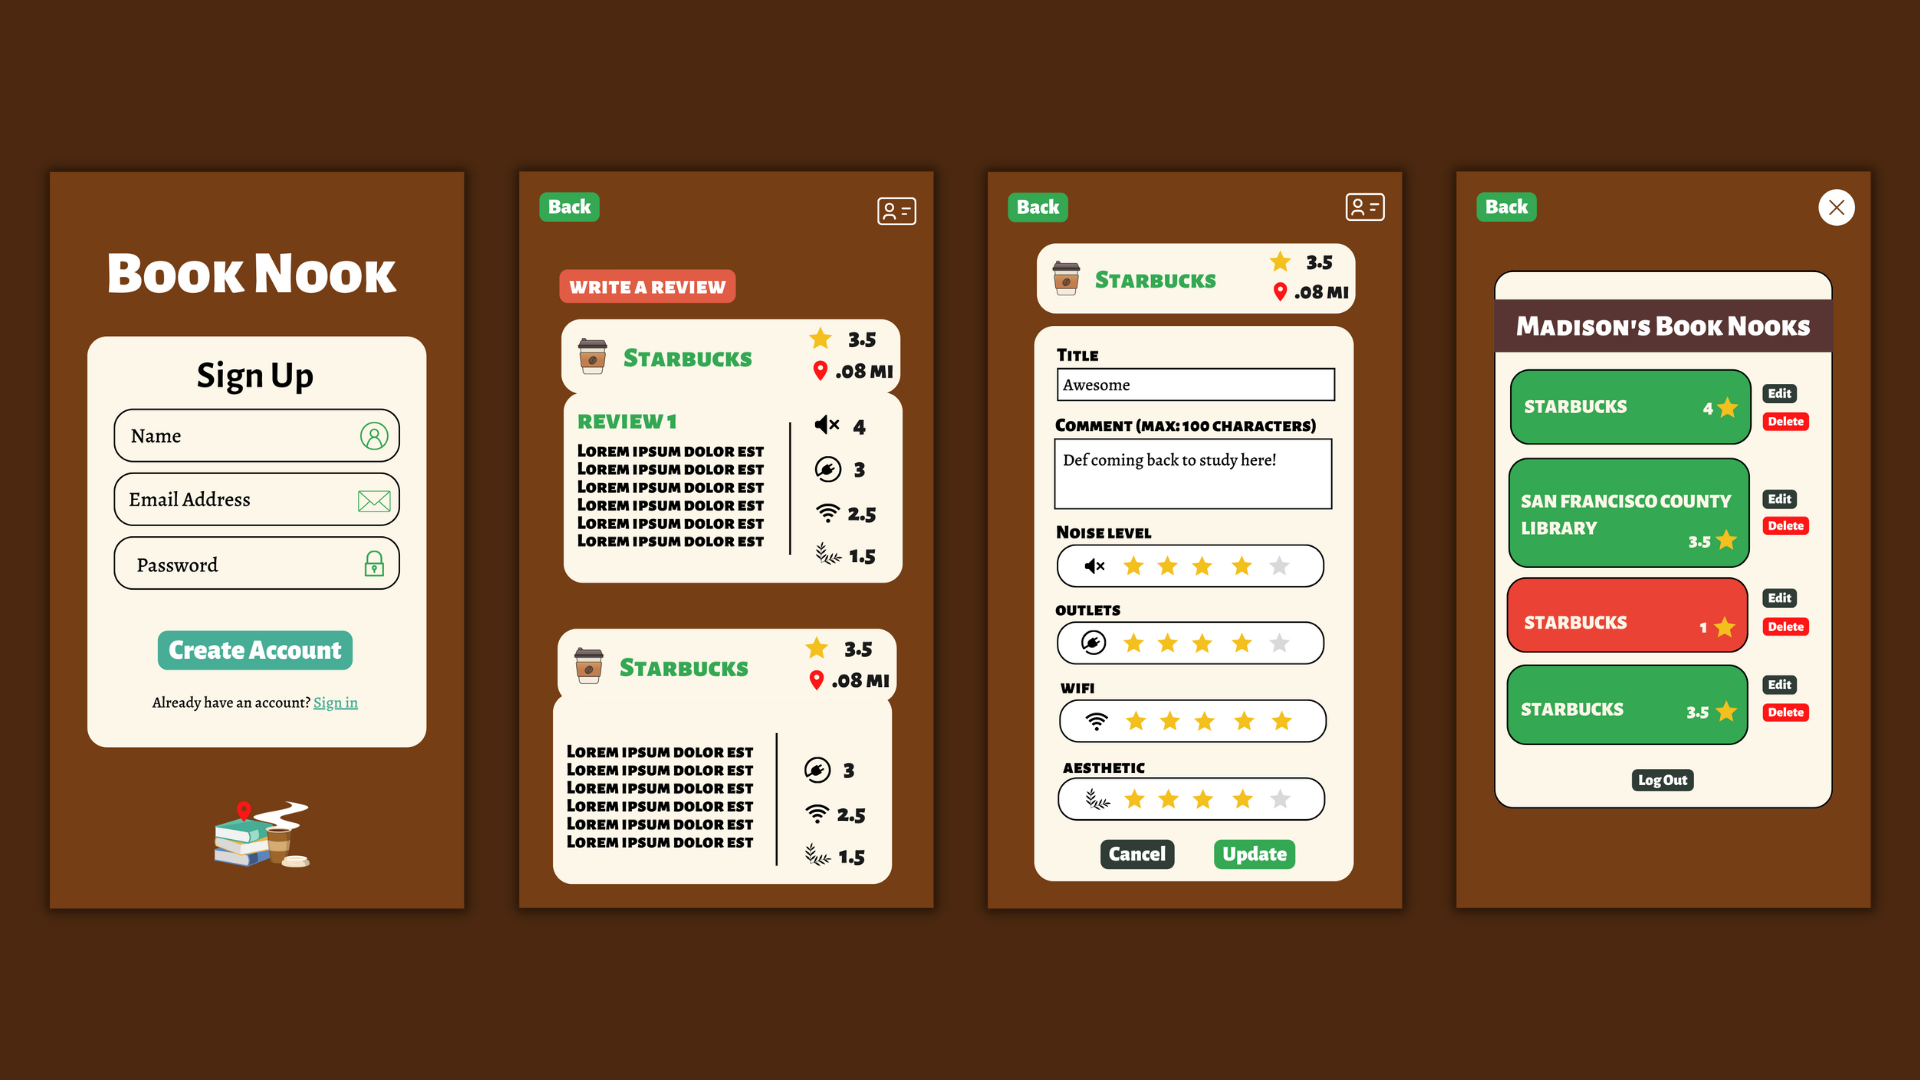 Book Nook
Sign Up
Name
Email Address
Password
Create Account
Already have an account? Sign in
Back
WRITE A REVIEW
Starbucks
3.5
.08 MI
REVIEW 1
Lorem ipsum dolor est
Lorem ipsum dolor est
Lorem ipsum dolor est
Lorem ipsum dolor est
Lorem ipsum dolor est
Lorem ipsum dolor est
4
3
2.5
1.5
Starbucks
3.5
.08 MI
Lorem ipsum dolor est
Lorem ipsum dolor est
Lorem ipsum dolor est
Lorem ipsum dolor est
Lorem ipsum dolor est
Lorem ipsum dolor est
3
2.5
1.5
Back
Starbucks
3.5
.08 MI
Title
Awesome
Comment (max: 100 characters)
Def coming back to study here!
Noise level
outlets
wifi
aesthetic
Cancel
Update
Back
Madison's Book Nooks
STARBUCKS
4
Edit
Delete
SAN FRANCISCO COUNTY
LIBRARY
3.5
Edit
Delete
STARBUCKS
1
Edit
Delete
STARBUCKS
3.5
Edit
Delete
Log Out